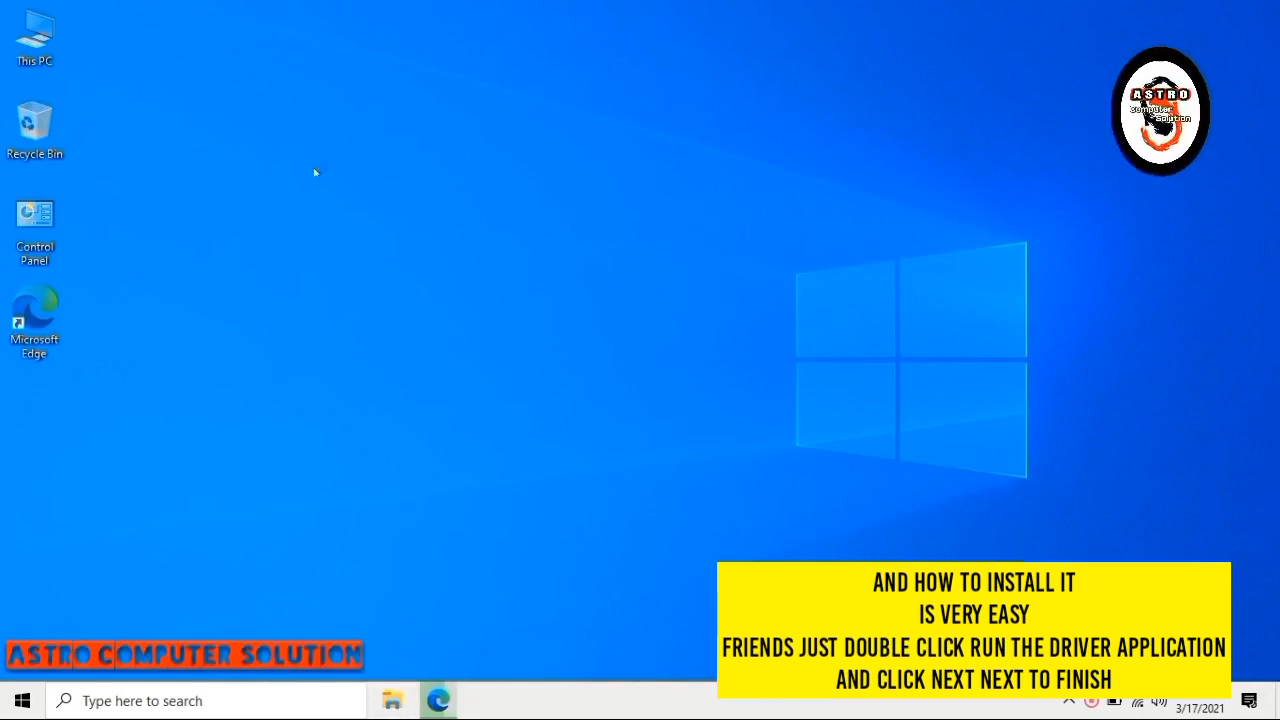 This PC
Recycle Bin
Control
Panel
Microsoft
Edge
ASTRO
Computer
Solution
AND HOW TO INSTALL IT
IS VERY EASY
FRIENDS JUST DOUBLE CLICK RUN THE DRIVER APPLICATION
AND CLICK NEXT NEXT TO FINISH
ASTRO COMPUTER SOLUTION
Type here to search
3/17/2021